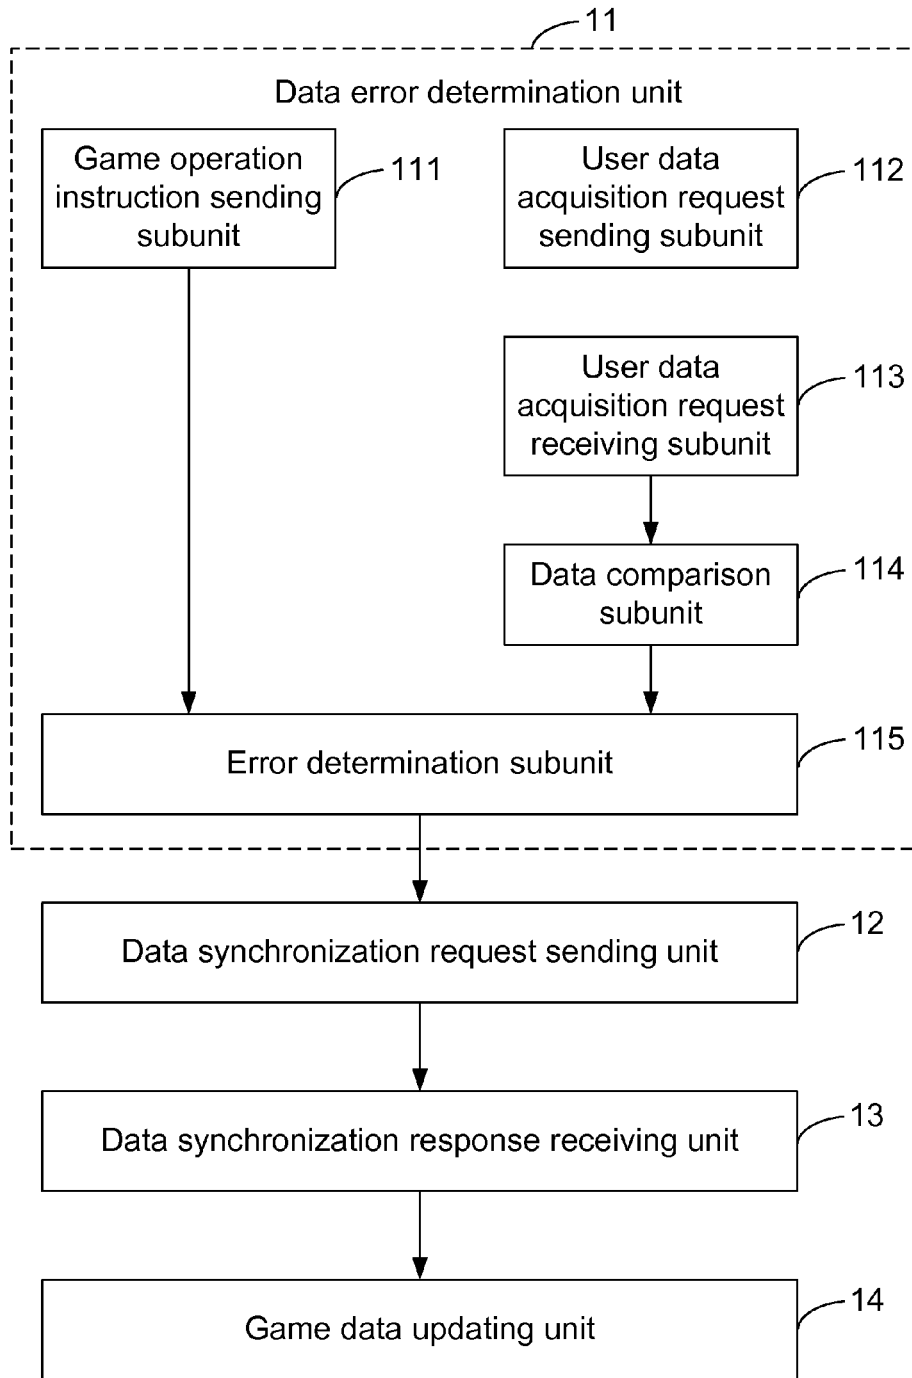 11
Data error determination unit
Game operation
instruction sending
subunit
111
User data
acquisition request
sending subunit
112
User data
acquisition request
receiving subunit
113
Data comparison
subunit
114
Error determination subunit
115
Data synchronization request sending unit
12
Data synchronization response receiving unit
13
Game data updating unit
14